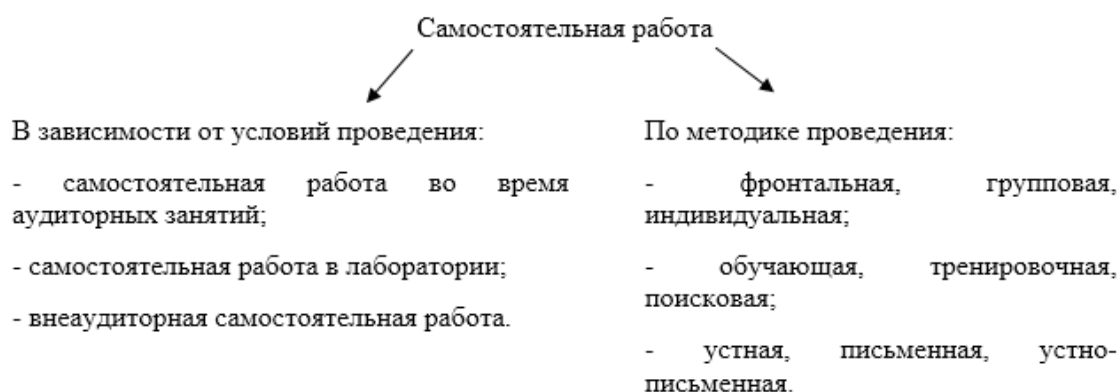 Самостоятельная работа
В зависимости от условий проведения:
- самостоятельная работа во время
аудиторных занятий;
- самостоятельная работа в лаборатории;
- внеаудиторная самостоятельная работа.
По методике проведения:
- фронтальная, групповая,
индивидуальная;
- обучающая, тренировочная,
поисковая;
- устная, письменная, устно-
письменная.